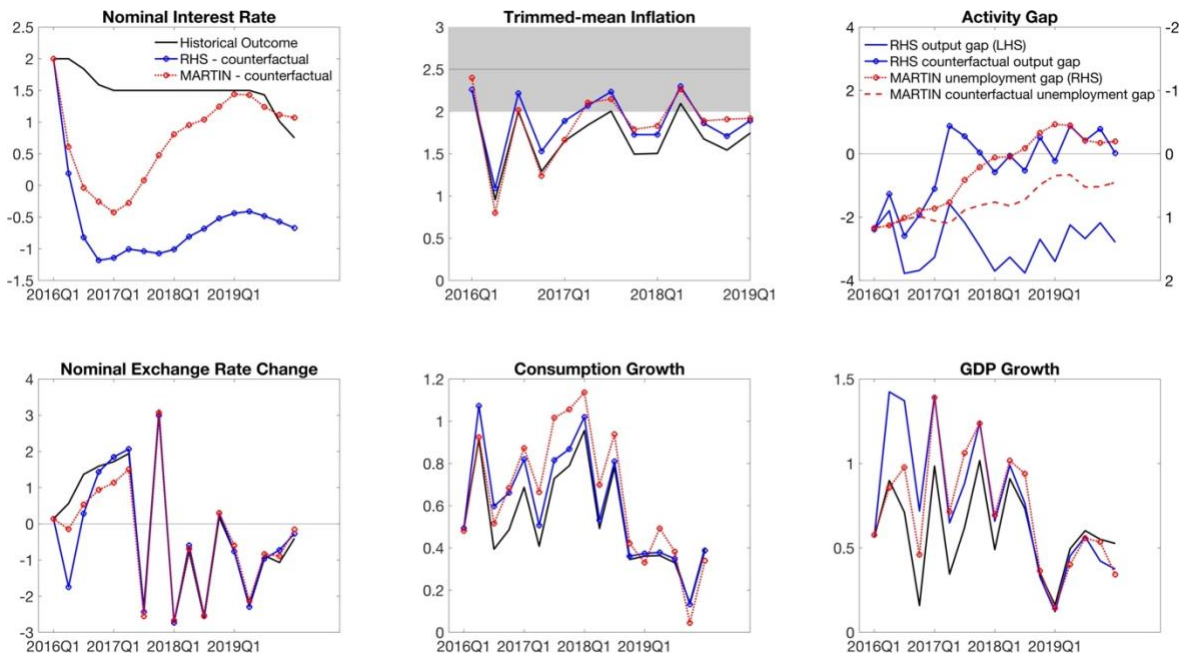 Nominal Interest Rate
2.5
2
1.5
1
0.5
0
-0.5
-1
-1.5
2016Q1 2017Q1 2018Q1 2019Q1
Historical Outcome
RHS - counterfactual
MARTIN - counterfactual
Trimmed-mean Inflation
3
2.5
2
1.5
1
0.5
0
2016Q1 2017Q1 2018Q1 2019Q1
Activity Gap
4
2
0
-2
-4
-2
-1
0
1
2
2016Q1 2017Q1 2018Q1 2019Q1
RHS output gap (LHS)
RHS counterfactual output gap
MARTIN unemployment gap (RHS)
MARTIN counterfactual unemployment gap
Nominal Exchange Rate Change
4
3
2
1
0
-1
-2
-3
2016Q1 2017Q1 2018Q1 2019Q1
Consumption Growth
1.2
1
0.8
0.6
0.4
0.2
0
2016Q1 2017Q1 2018Q1 2019Q1
GDP Growth
1.5
1
0.5
0
2016Q1 2017Q1 2018Q1 2019Q1